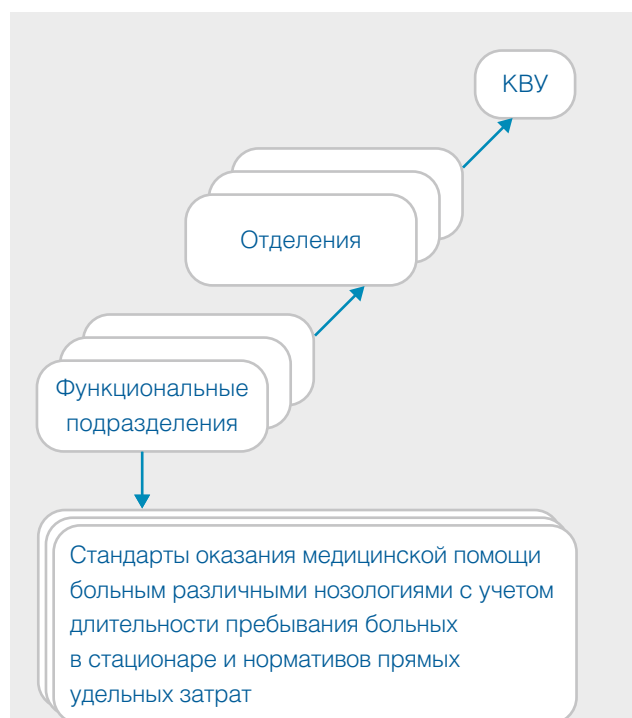 КВУ
Отделения
Функциональные
подразделения
Стандарты оказания медицинской помощи
больным различными нозологиями с учетом
длительности пребывания больных
в стационаре и нормативов прямых
удельных затрат